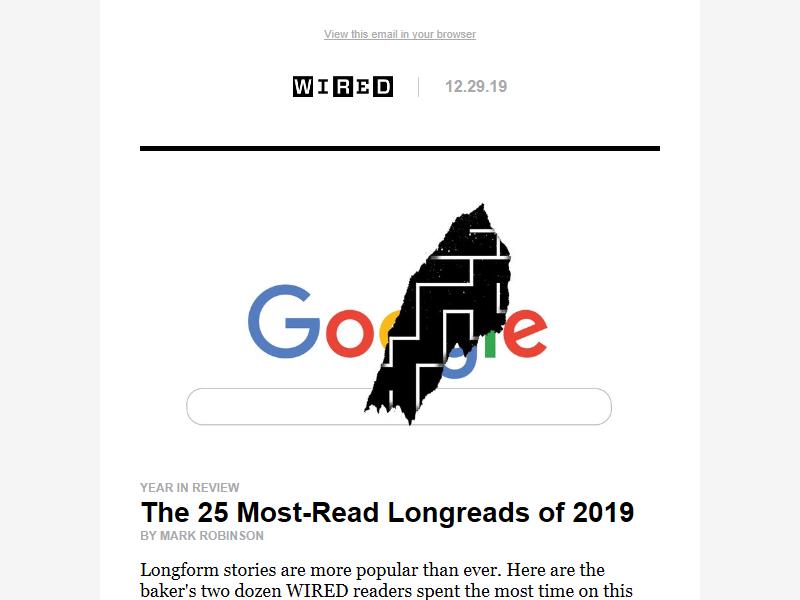 View this email in your browser
WIRED
12.29.19
Google
YEAR IN REVIEW
The 25 Most-Read Longreads of 2019
BY MARK ROBINSON
Longform stories are more popular than ever. Here are the
baker's two dozen WIRED readers spent the most time on this